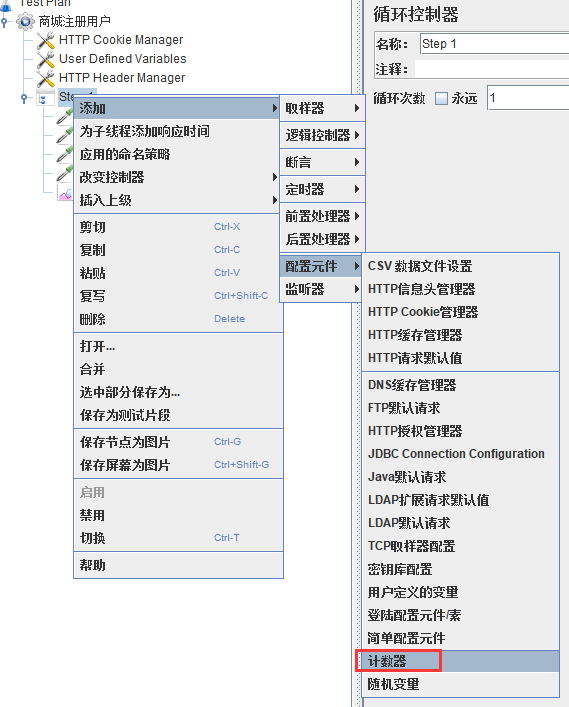 Test Plan
商城注册用户
HTTP Cookie Manager
User Defined Variables
HTTP Header Manager
循环控制器
名称： Step 1
注释：
循环次数 永远 1
添加
为子线程添加响应时间
应用的命名策略
改变控制器
插入上级
剪切 Ctrl-X
复制 Ctrl-C
粘贴 Ctrl-V
复写 Ctrl+Shift-C
删除 Delete
打开...
合并
选中部分保存为...
保存为测试片段
保存节点为图片 Ctrl-G
保存屏幕为图片 Ctrl+Shift-G
启用
禁用
切换 Ctrl-T
帮助
取样器
逻辑控制器
断言
定时器
前置处理器
后置处理器
配置元件
监听器
CSV 数据文件设置
HTTP信息头管理器
HTTP Cookie管理器
HTTP缓存管理器
HTTP请求默认值
DNS缓存管理器
FTP默认请求
HTTP授权管理器
JDBC Connection Configuration
Java默认请求
LDAP扩展请求默认值
LDAP默认请求
TCP取样器配置
密钥库配置
用户定义的变量
登陆配置元件/素
简单配置元件
计数器
随机变量